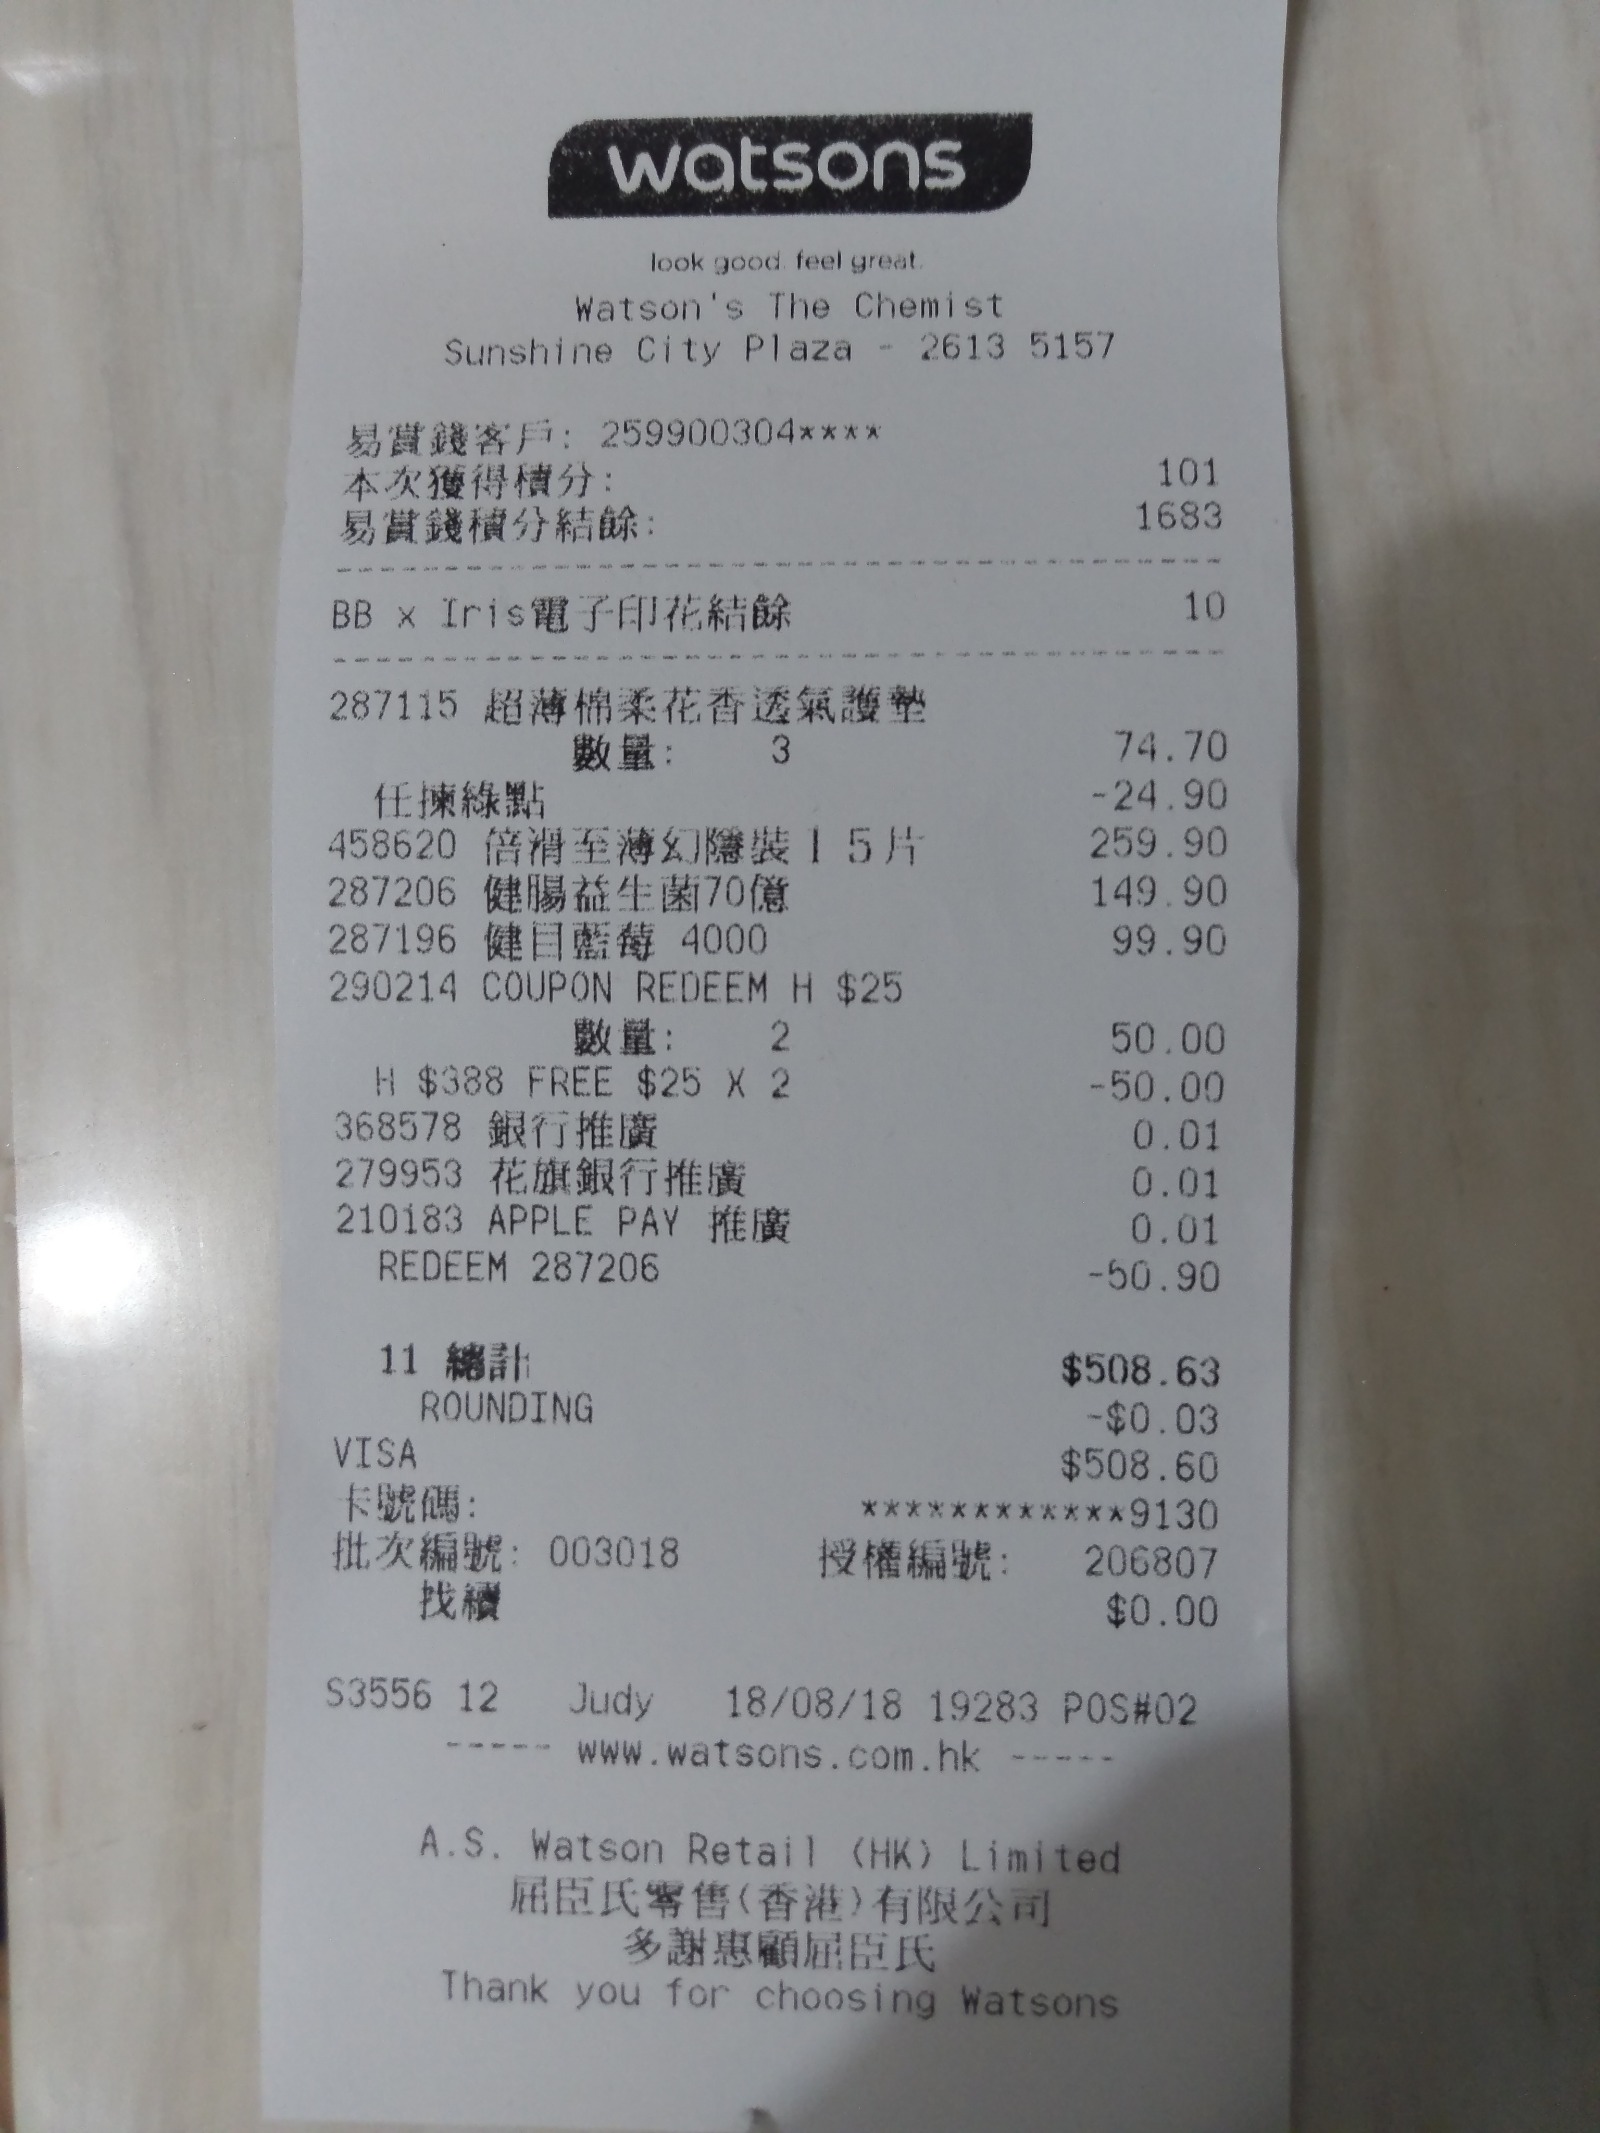 watsons
look good. feel great.
Watson's The Chemist
Sunshine City Plaza - 2613 5157
易賞錢客戶: 259900304****
本次獲得積分: 101
易賞錢積分結餘: 1683
BB x Iris電子印花結餘 10
287115 超薄棉柔花香透氣護墊
數量: 3 74.70
任揀綠點 -24.90
458620 倍滑至薄幻隱裝15片 259.90
287206 健腸益生菌70億 149.90
287196 健目藍莓 4000 99.90
290214 COUPON REDEEM H $25
數量: 2 50.00
H $388 FREE $25 X 2 -50.00
368578 銀行推廣 0.01
279953 花旗銀行推廣 0.01
210183 APPLE PAY 推廣 0.01
REDEEM 287206 -50.90
11 總計 $508.63
ROUNDING -$0.03
VISA $508.60
卡號碼: ************9130
批次編號: 003018 授權編號: 206807
找續 $0.00
S3556 12 Judy 18/08/18 19283 POS#02
----- www.watsons.com.hk -----
A.S. Watson Retail (HK) Limited
屈臣氏零售(香港)有限公司
多謝惠顧屈臣氏
Thank you for choosing Watsons